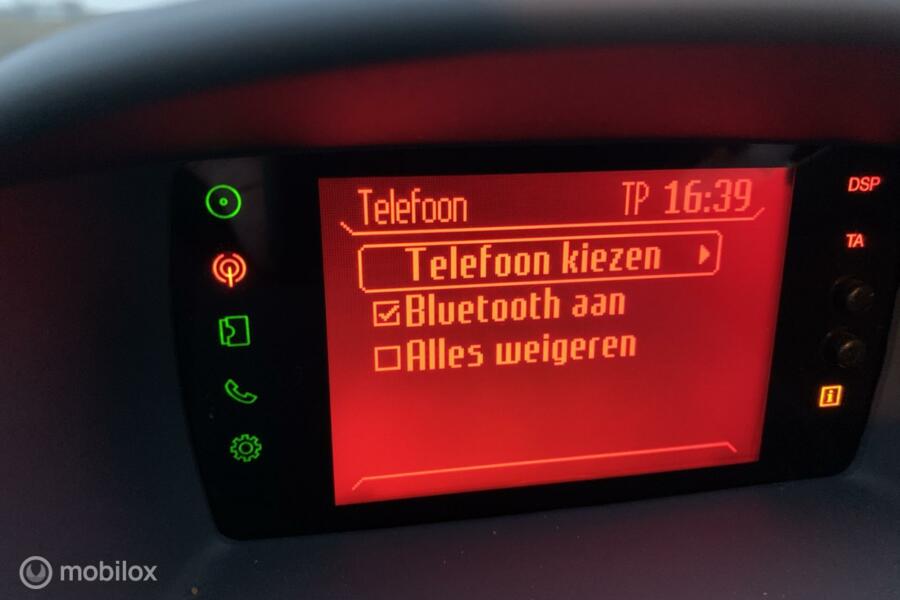 Telefoon TP 16:39
Telefoon kiezen
Bluetooth aan
Alles weigeren
DSP
TA
i
mobilox